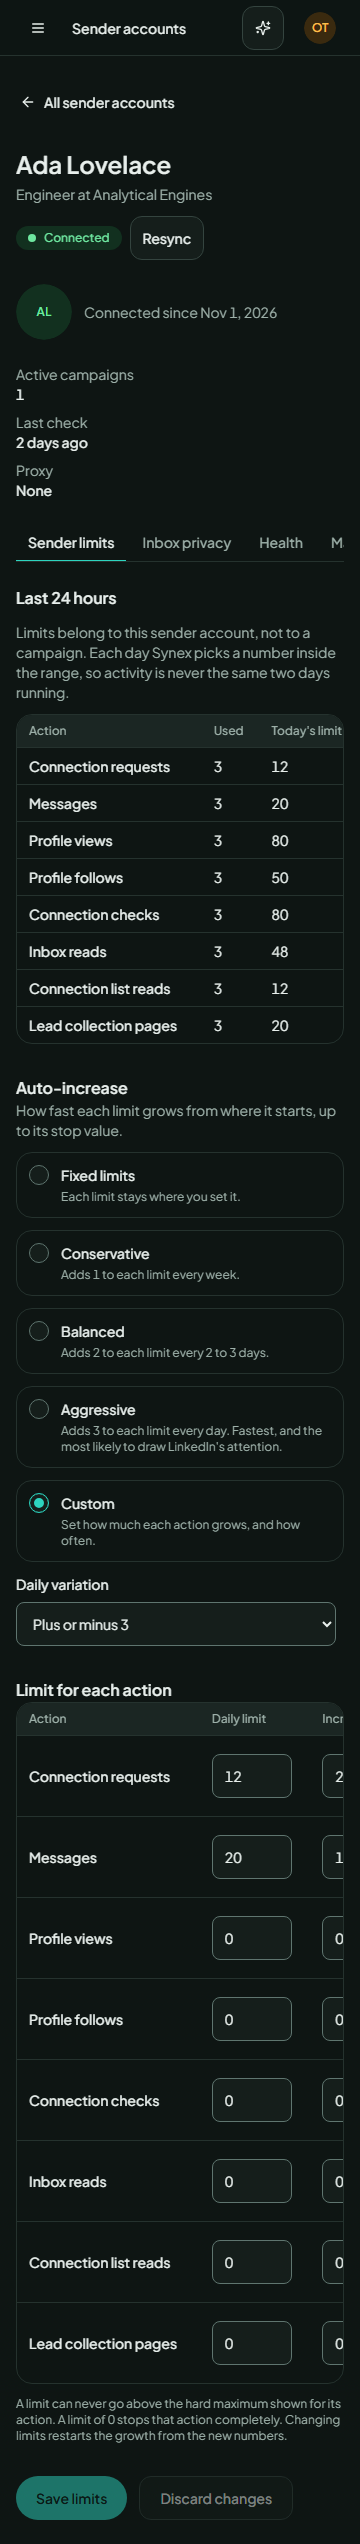 Sender accounts
OT
All sender accounts
Ada Lovelace
Engineer at Analytical Engines
Connected
Resync
AL
Connected since Nov 1, 2026
Active campaigns
1
Last check
2 days ago
Proxy
None
Sender limits Inbox privacy Health
Last 24 hours
Limits belong to this sender account, not to a
campaign. Each day Synex picks a number inside
the range, so activity is never the same two days
running.
Action Used Today's limit
Connection requests 3 12
Messages 3 20
Profile views 3 80
Profile follows 3 50
Connection checks 3 80
Inbox reads 3 48
Connection list reads 3 12
Lead collection pages 3 20
Auto-increase
How fast each limit grows from where it starts, up
to its stop value.
Fixed limits
Each limit stays where you set it.
Conservative
Adds 1 to each limit every week.
Balanced
Adds 2 to each limit every 2 to 3 days.
Aggressive
Adds 3 to each limit every day. Fastest, and the
most likely to draw LinkedIn's attention.
Custom
Set how much each action grows, and how
often.
Daily variation
Plus or minus 3
Limit for each action
Action Daily limit
Connection requests 12 2
Messages 20 1
Profile views 0 0
Profile follows 0 0
Connection checks 0 0
Inbox reads 0 0
Connection list reads 0 0
Lead collection pages 0 0
A limit can never go above the hard maximum shown for its
action. A limit of 0 stops that action completely. Changing
limits restarts the growth from the new numbers.
Save limits Discard changes